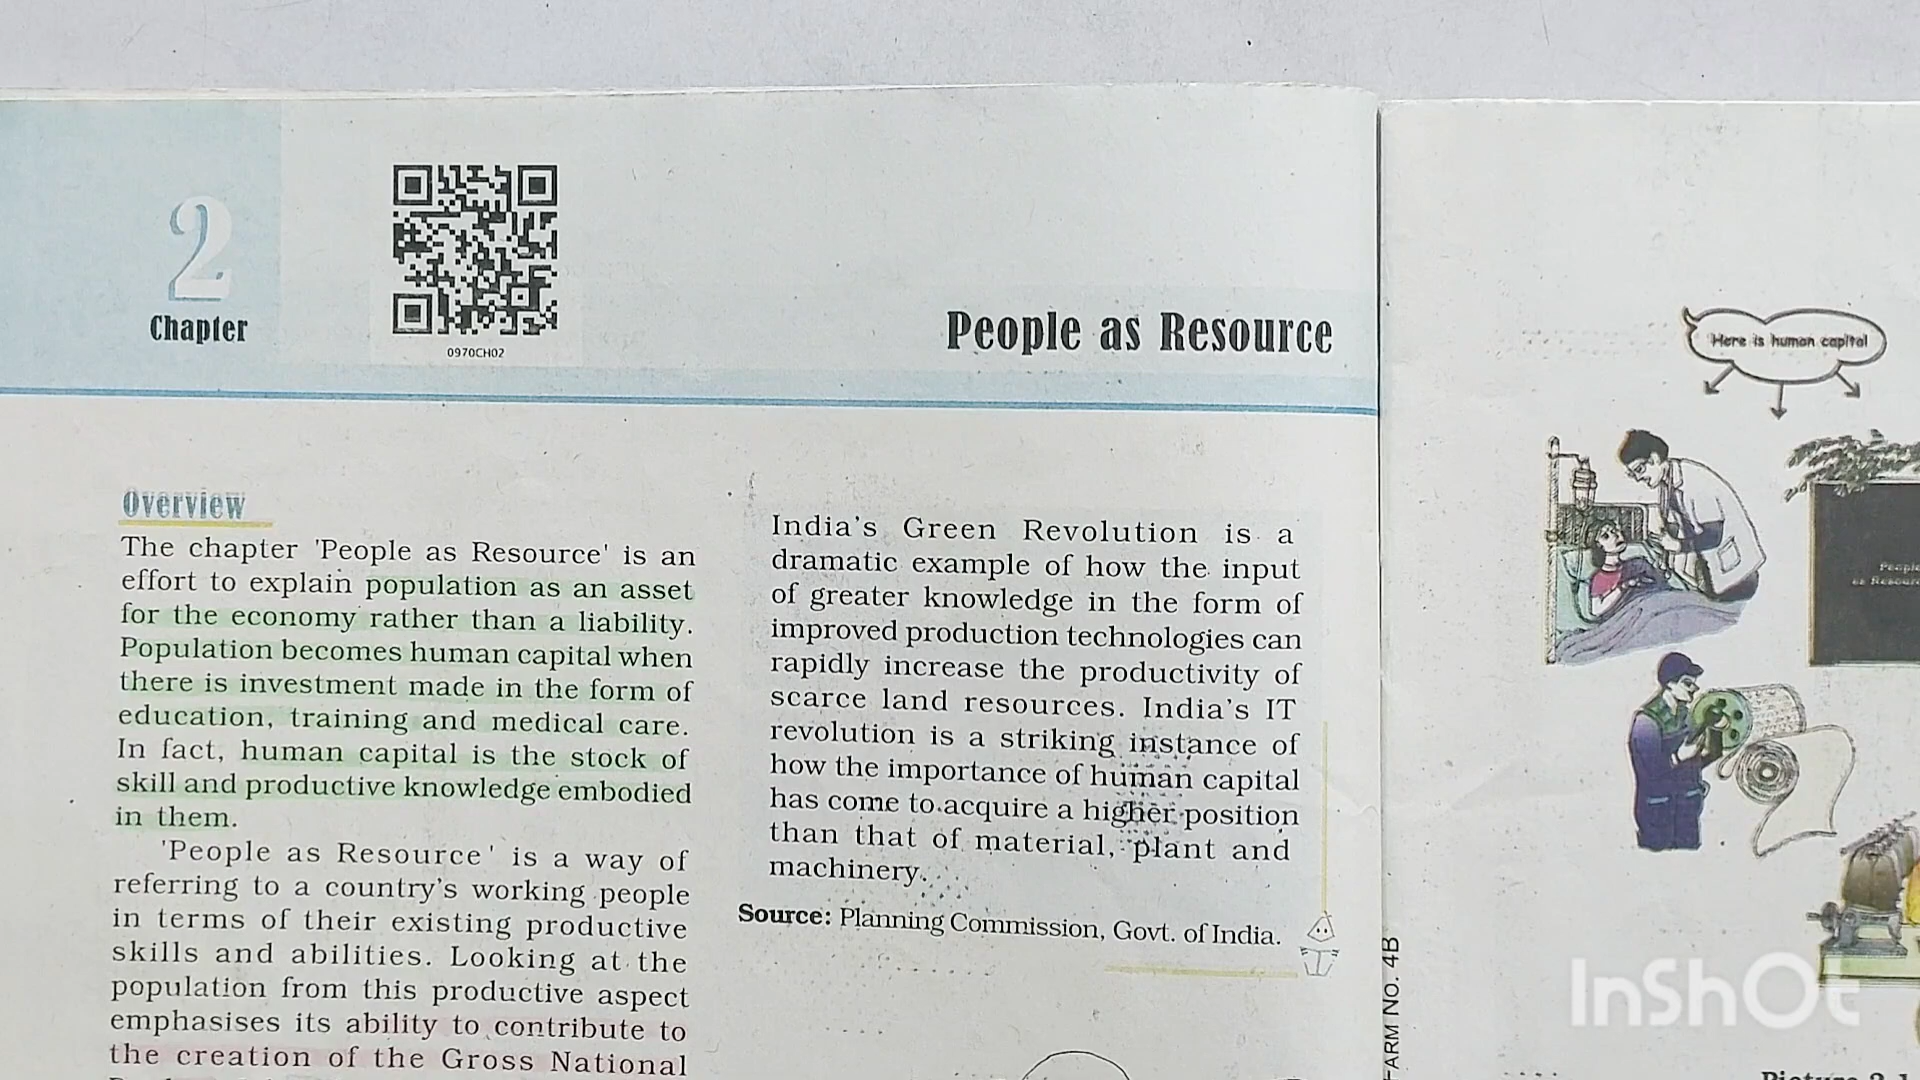 2
Chapter
0970CH02
People as Resource
Overview
The chapter 'People as Resource' is an
effort to explain population as an asset
for the economy rather than a liability.
Population becomes human capital when
there is investment made in the form of
education, training and medical care.
In fact, human capital is the stock of
skill and productive knowledge embodied
in them.
'People as Resource' is a way of
referring to a country's working people
in terms of their existing productive
skills and abilities. Looking at the
population from this productive aspect
emphasises its ability to contribute to
the creation of the Gross National
India's Green Revolution is a
dramatic example of how the input
of greater knowledge in the form of
improved production technologies can
rapidly increase the productivity of
scarce land resources. India's IT
revolution is a striking instance of
how the importance of human capital
has come to acquire a higher position
than that of material, plant and
machinery.
Source: Planning Commission, Govt. of India.
Here is human capital
People
as Resource
FARM NO. 4B
InShOt